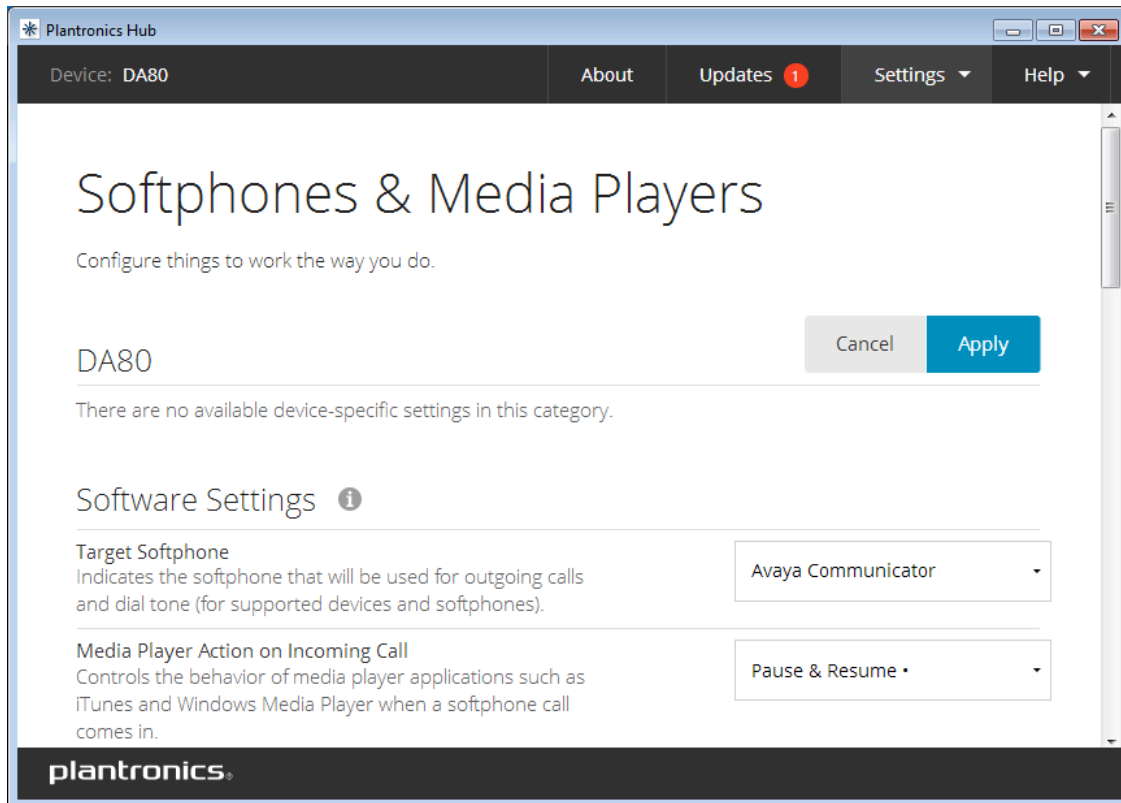 Plantronics Hub
Device: DA80 About Updates 1 Settings Help
Softphones & Media Players
Configure things to work the way you do.
Cancel Apply
DA80
There are no available device-specific settings in this category.
Software Settings i
Target Softphone
Indicates the softphone that will be used for outgoing calls
and dial tone (for supported devices and softphones).
Avaya Communicator
Media Player Action on Incoming Call
Controls the behavior of media player applications such as
iTunes and Windows Media Player when a softphone call
comes in.
Pause & Resume •
plantronics®